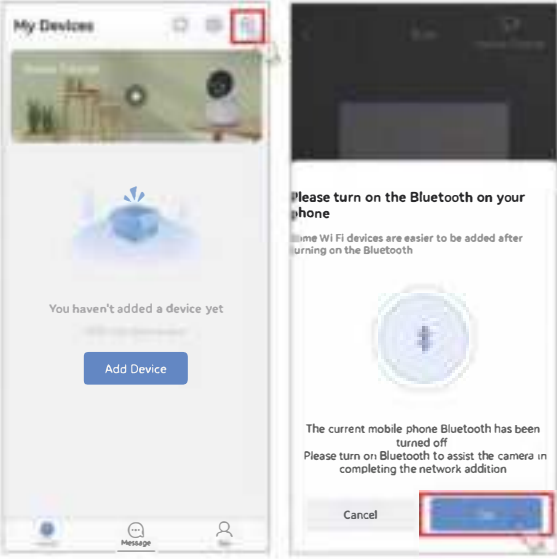 My Devices
You haven't added a device yet
Add Device
Message
Please turn on the Bluetooth on your
phone
Some Wi Fi devices are easier to be added after
turning on the Bluetooth
The current mobile phone Bluetooth has been
turned off
Please turn on Bluetooth to assist the camera in
completing the network addition
Cancel